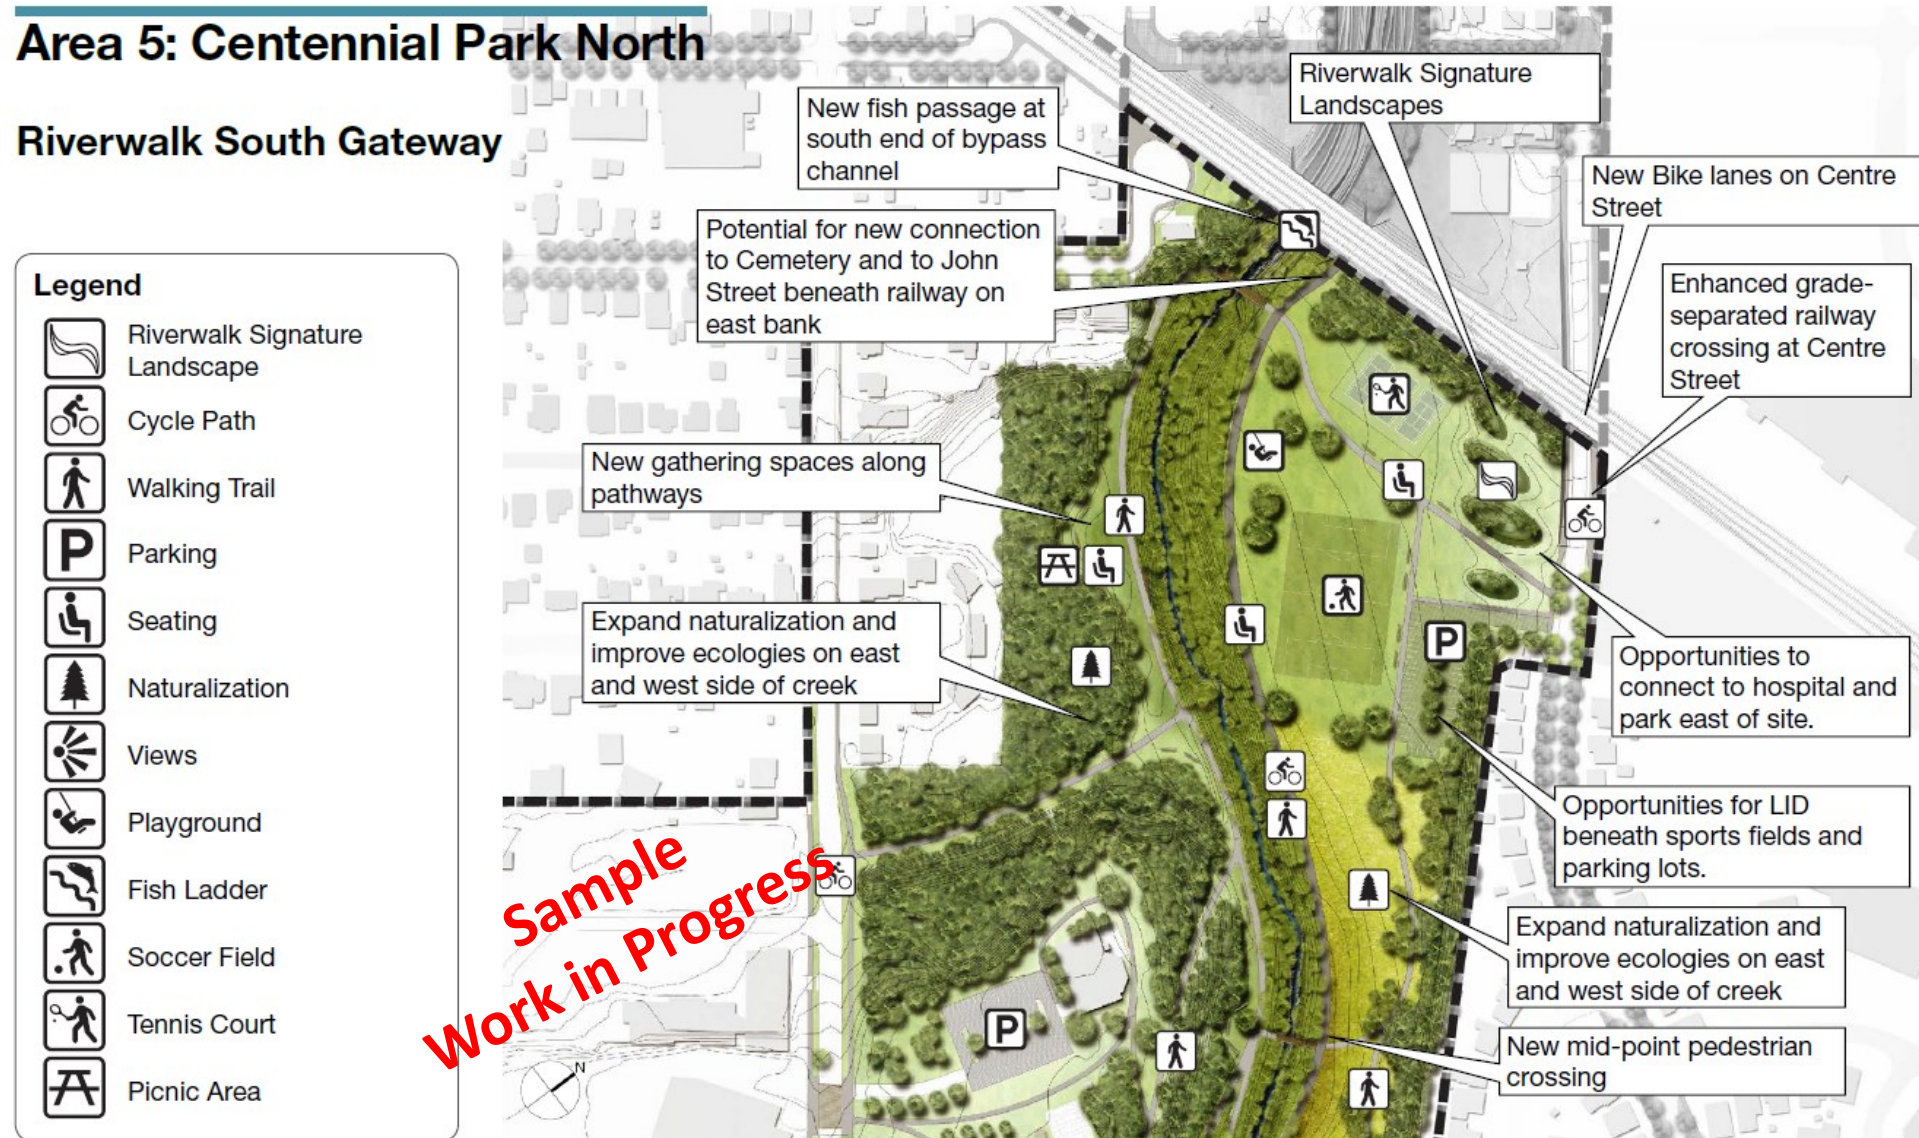 Area 5: Centennial Park North
Riverwalk South Gateway
Legend
Riverwalk Signature
Landscape
Cycle Path
Walking Trail
P
Parking
Seating
Naturalization
Views
Playground
Fish Ladder
Soccer Field
Tennis Court
Picnic Area
New fish passage at
south end of bypass
channel
Riverwalk Signature
Landscapes
New Bike lanes on Centre
Street
Potential for new connection
to Cemetery and to John
Street beneath railway on
east bank
Enhanced grade-
separated railway
crossing at Centre
Street
New gathering spaces along
pathways
Expand naturalization and
improve ecologies on east
and west side of creek
P
Opportunities to
connect to hospital and
park east of site.
Opportunities for LID
beneath sports fields and
parking lots.
Sample
Work in Progress
Expand naturalization and
improve ecologies on east
and west side of creek
P
New mid-point pedestrian
crossing
N